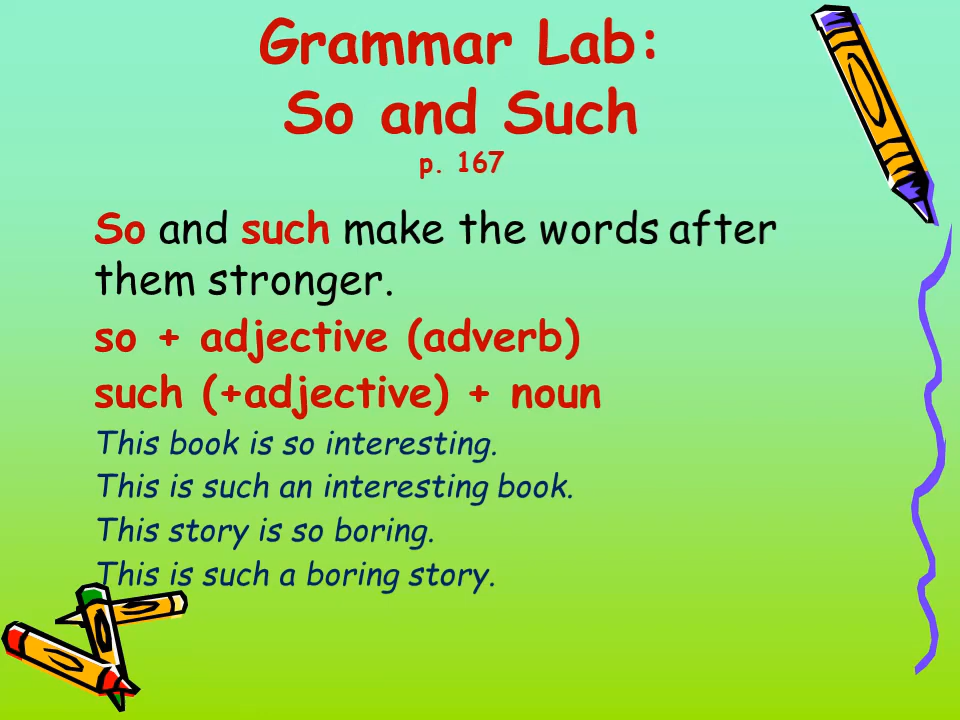 Grammar Lab:
So and Such
p. 167
So and such make the words after
them stronger.
so + adjective (adverb)
such (+adjective) + noun
This book is so interesting.
This is such an interesting book.
This story is so boring.
This is such a boring story.